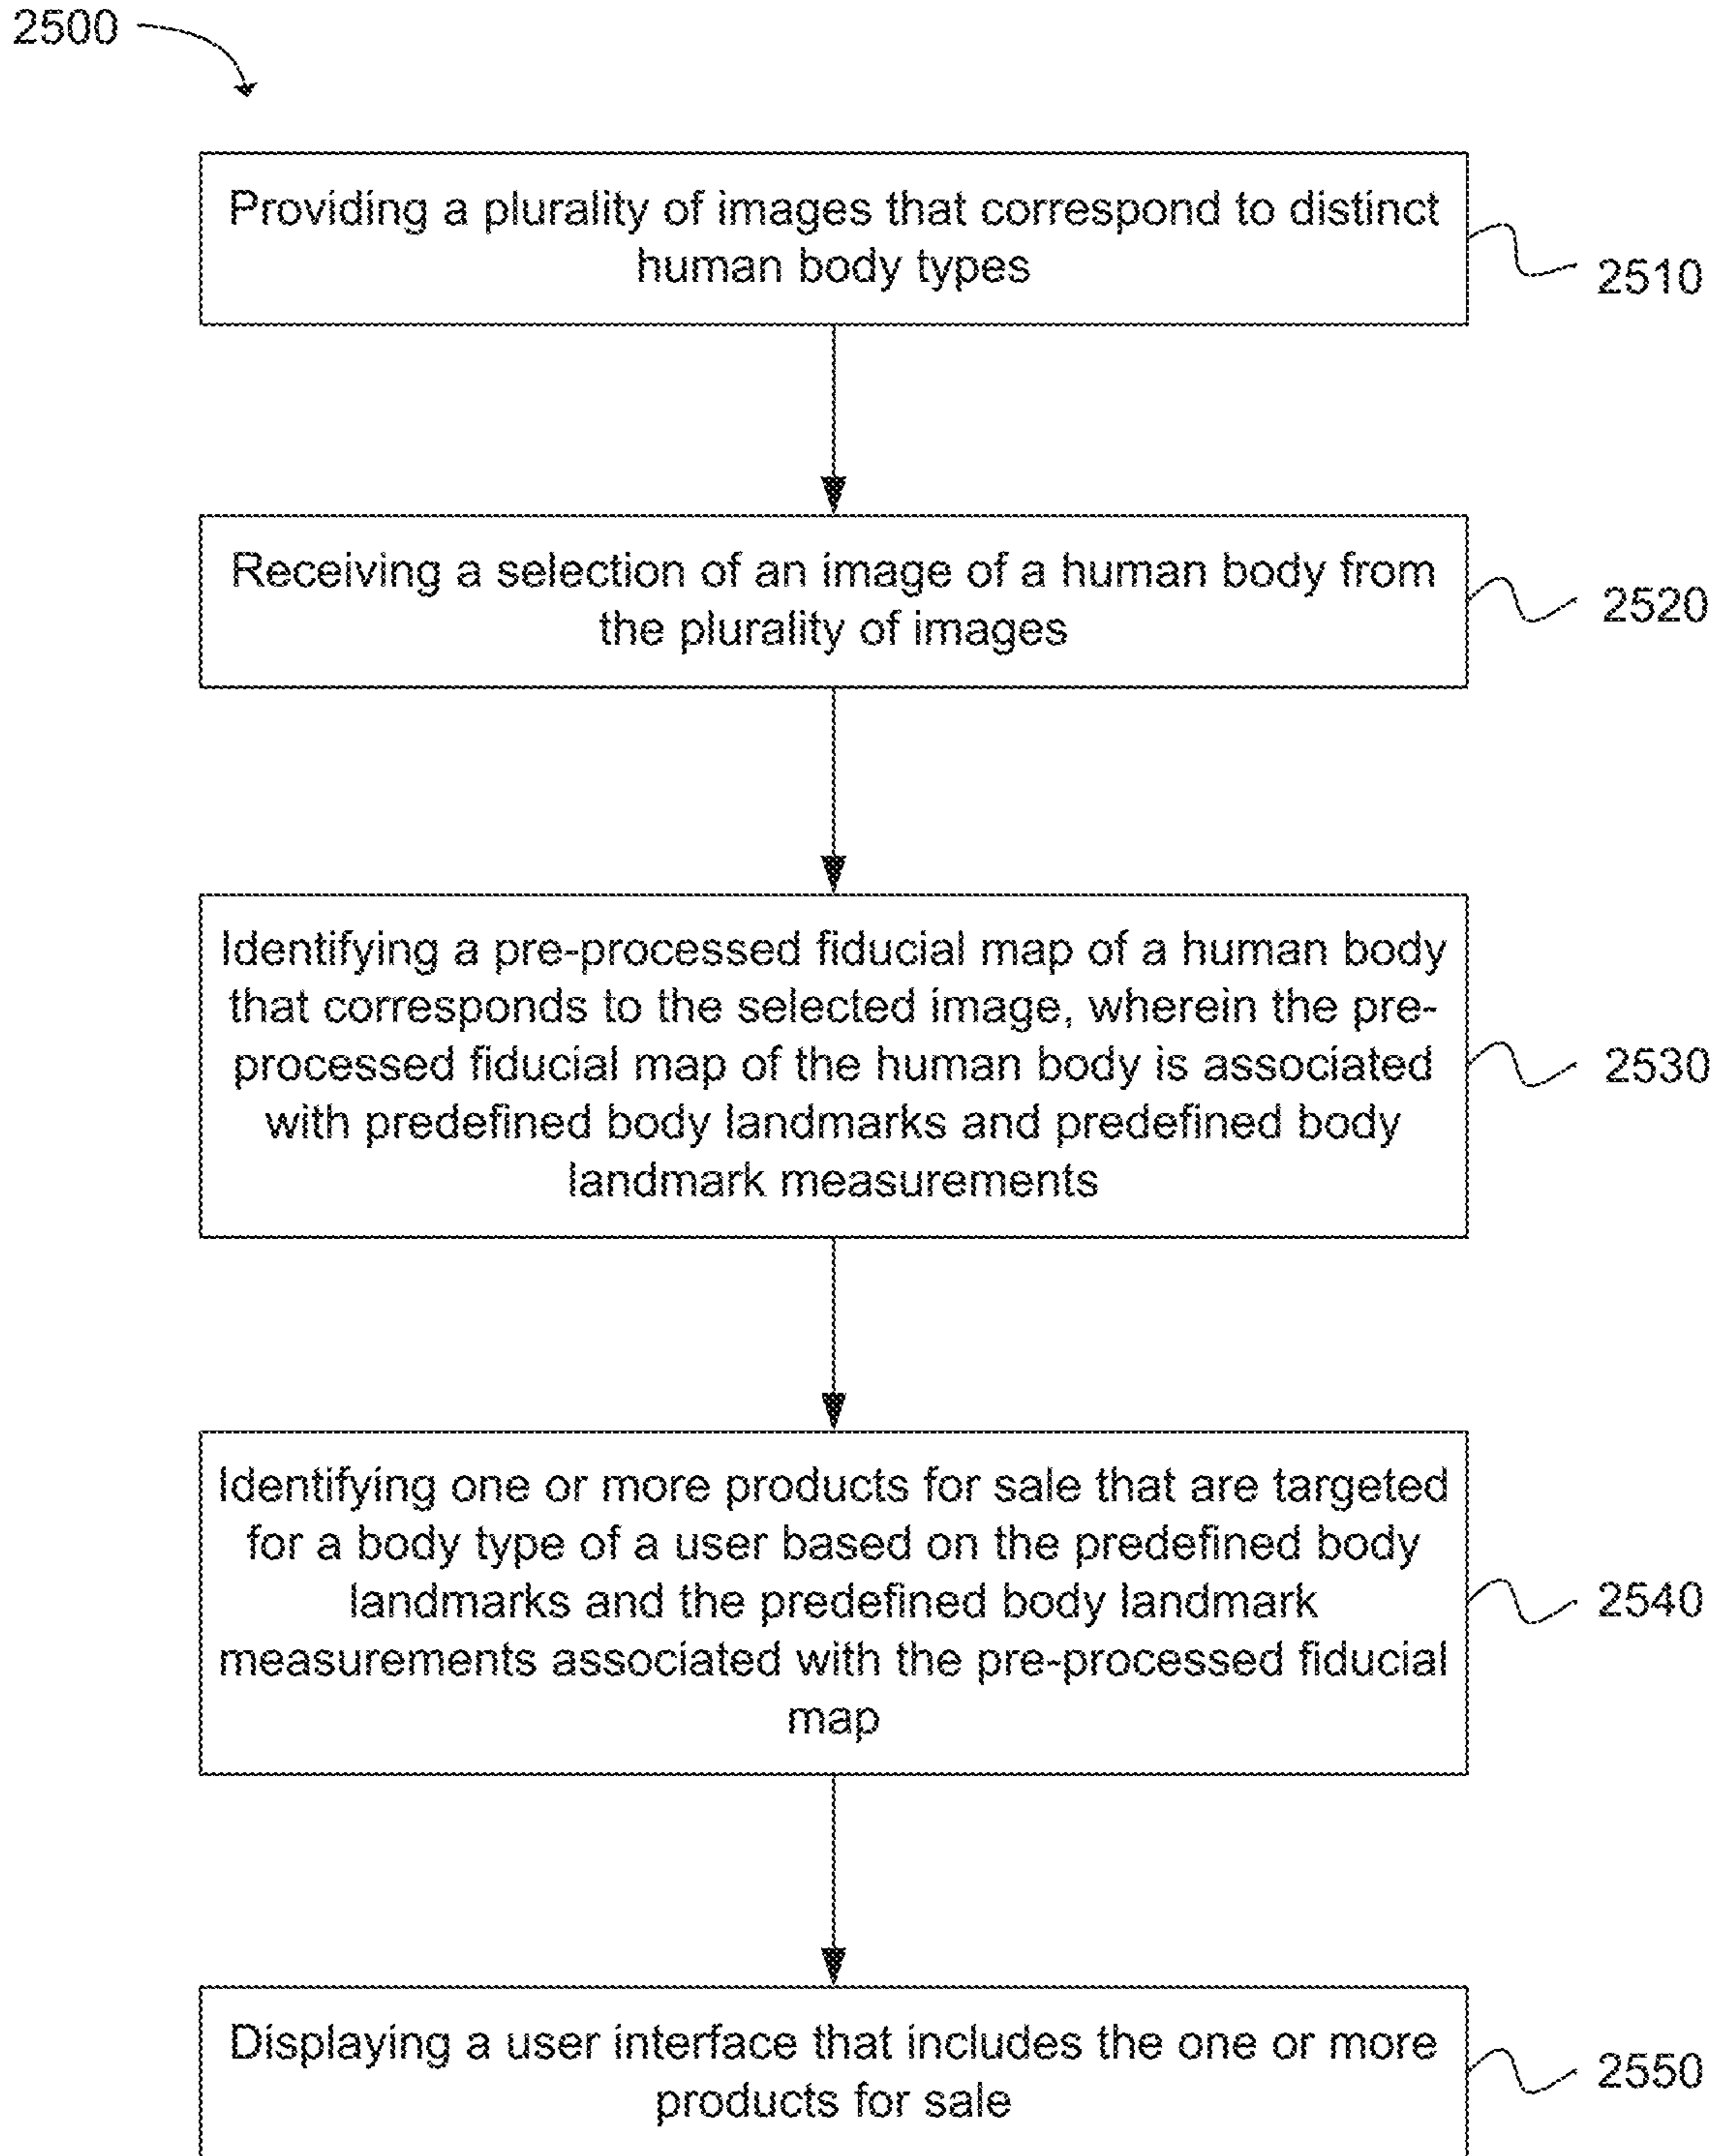 2500
Providing a plurality of images that correspond to distinct
human body types
2510
Receiving a selection of an image of a human body from
the plurality of images
2520
Identifying a pre-processed fiducial map of a human body
that corresponds to the selected image, wherein the pre-
processed fiducial map of the human body is associated
with predefined body landmarks and predefined body
landmark measurements
2530
Identifying one or more products for sale that are targeted
for a body type of a user based on the predefined body
landmarks and the predefined body landmark
measurements associated with the pre-processed fiducial
map
2540
Displaying a user interface that includes the one or more
products for sale
2550